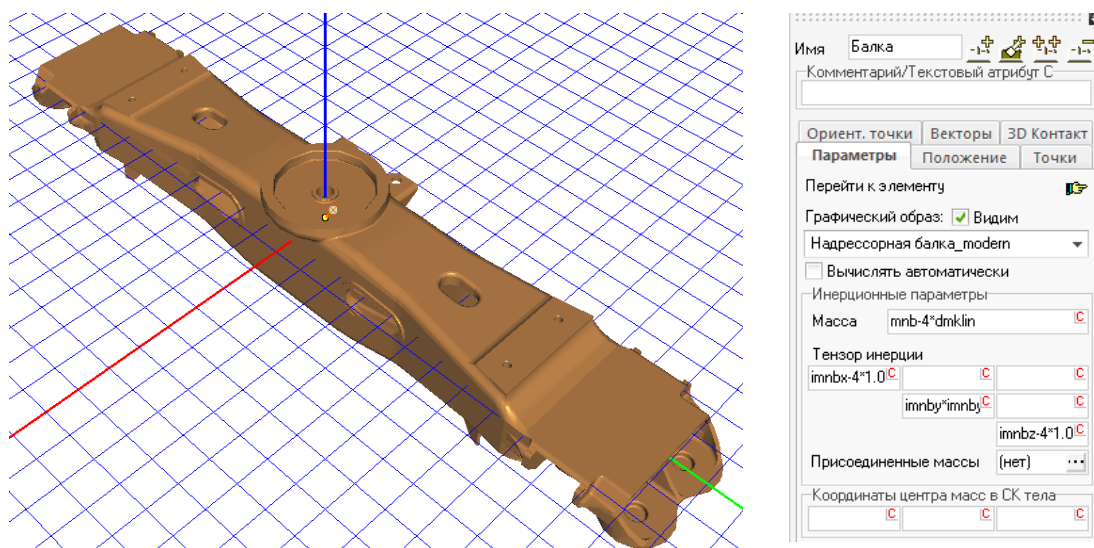 Имя Балка
Комментарий/Текстовый атрибут C
Ориент. точки Векторы 3D Контакт
Параметры Положение Точки
Перейти к элементу
Графический образ: Видим
Надрессорная балка_modern
Вычислять автоматически
Инерционные параметры
Масса mnb-4*dmklin C
Тензор инерции
imnbx-4*1.0 C C C
imnby*imnby C C
imnbz-4*1.0 C
Присоединенные массы (нет) ...
Координаты центра масс в СК тела
C C C